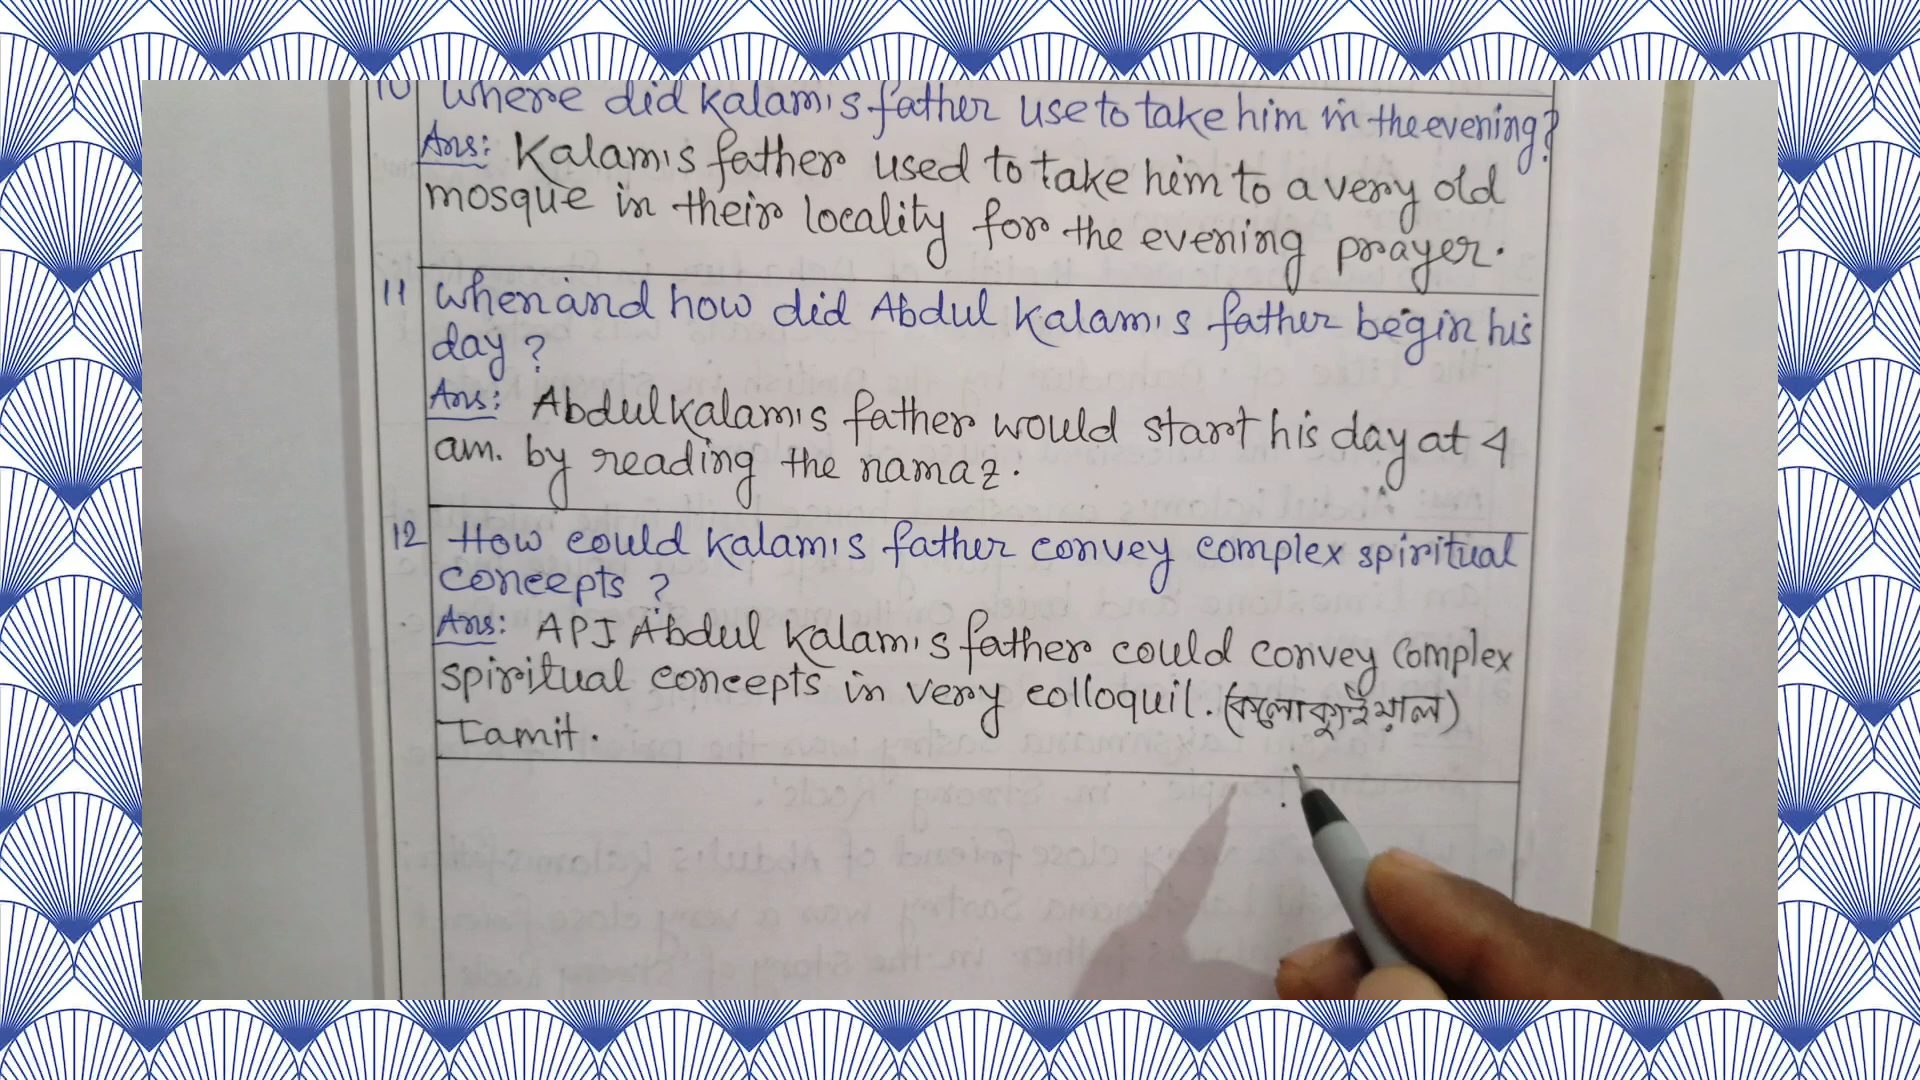 10 Where did Kalam's father use to take him in the evening?
Ans: Kalam's father used to take him to a very old
mosque in their locality for the evening prayer.
11 When and how did Abdul Kalam's father begin his
day ?
Ans: Abdul Kalam's father would start his day at 4
am. by reading the namaz.
12 How could Kalam's father convey complex spiritual
concepts ?
Ans: APJ Abdul Kalam's father could convey Complex
spiritual concepts in very colloquil. (কলোক্যুইয়াল)
Tamit.